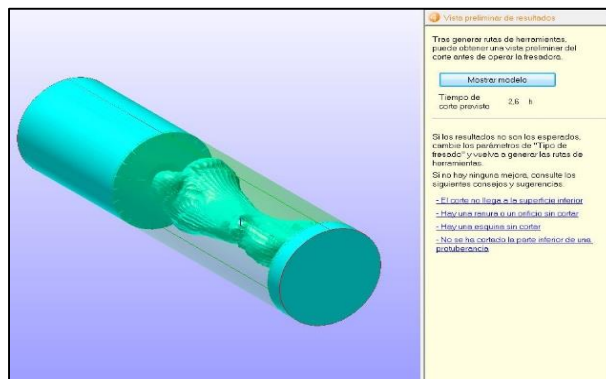 Vista preliminar de resultados
Tras generar rutas de herramientas,
puede obtener una vista preliminar del
corte antes de operar la fresadora.
Mostrar modelo
Tiempo de
corte previsto
2,6 h
Si los resultados no son los esperados,
cambie los parámetros de "Tipo de
fresado" y vuelva a generar las rutas de
herramientas.
Si no hay ninguna mejora, consulte los
siguientes consejos y sugerencias.
- El corte no llega a la superficie inferior
- Hay una ranura o un orificio sin cortar
- Hay una esquina sin cortar
- No se ha cortado la parte inferior de una
protuberancia